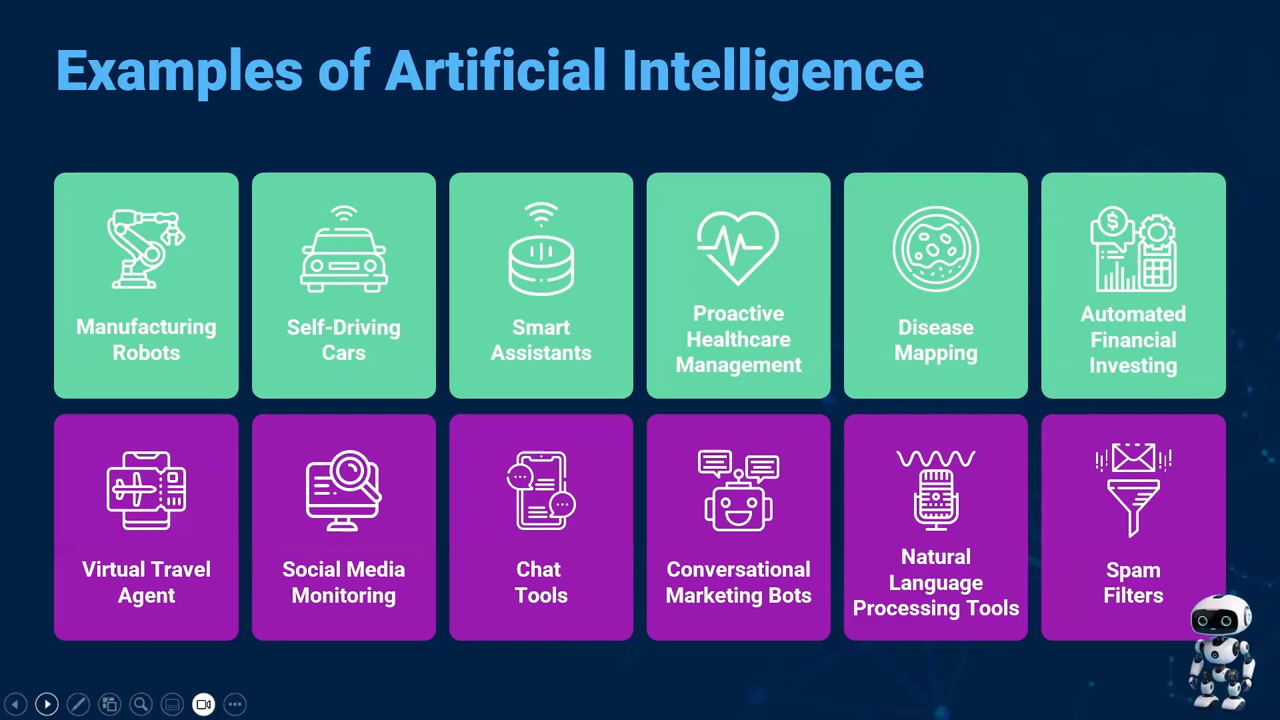 Examples of Artificial Intelligence
Manufacturing
Robots
Self-Driving
Cars
Smart
Assistants
Proactive
Healthcare
Management
Disease
Mapping
$
Automated
Financial
Investing
Virtual Travel
Agent
Social Media
Monitoring
Chat
Tools
Conversational
Marketing Bots
Natural
Language
Processing Tools
Spam
Filters